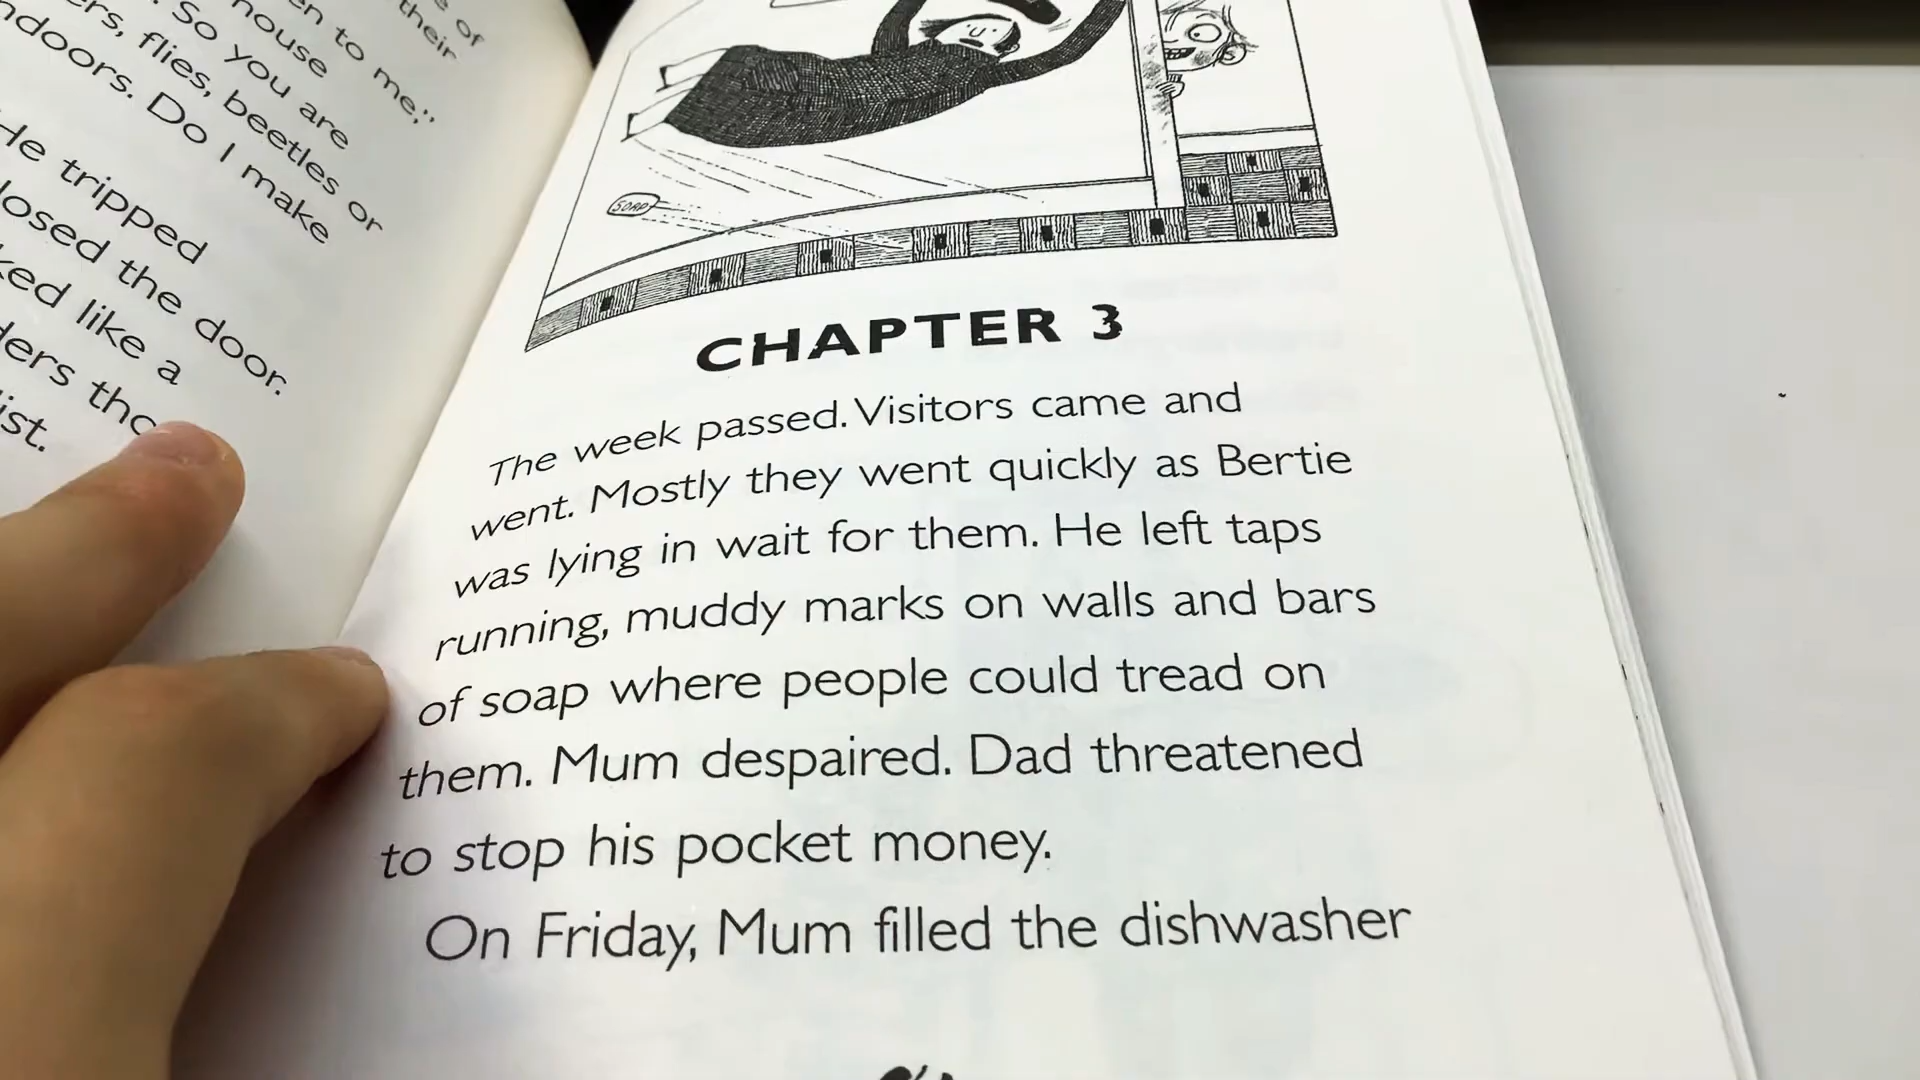 e of
their
en to me,"
house
. So you are
ers, flies, beetles or
ndoors. Do I make
He tripped
losed the door.
ked like a
ders tho
ist.
SOAP
CHAPTER 3
The week passed. Visitors came and
went. Mostly they went quickly as Bertie
was lying in wait for them. He left taps
running, muddy marks on walls and bars
of soap where people could tread on
them. Mum despaired. Dad threatened
to stop his pocket money.
On Friday, Mum filled the dishwasher